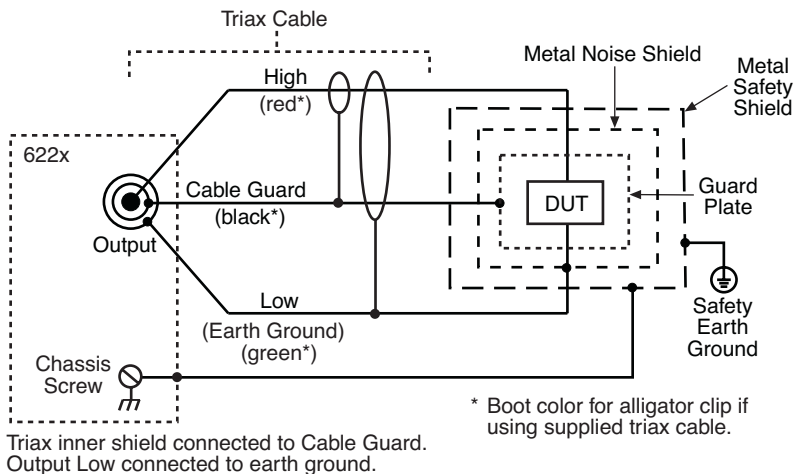 Triax Cable
High
(red*)
Metal Noise Shield
Metal
Safety
Shield
622x
Cable Guard
(black*)
Output
DUT
Guard
Plate
Low
(Earth Ground)
(green*)
Safety
Earth
Ground
Chassis
Screw
* Boot color for alligator clip if
using supplied triax cable.
Triax inner shield connected to Cable Guard.
Output Low connected to earth ground.